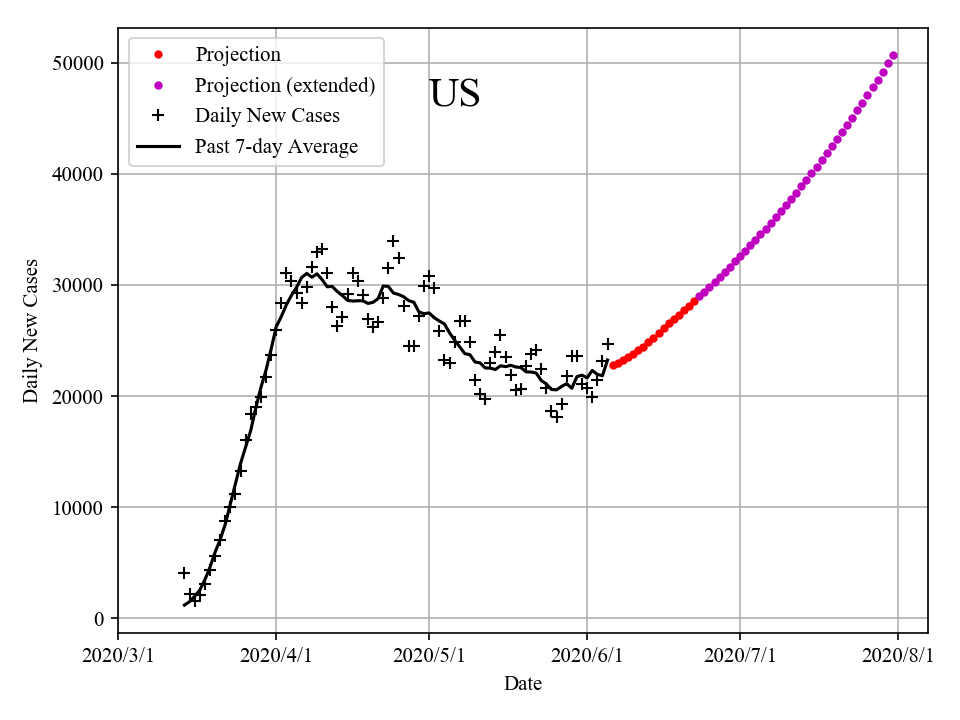 US
Projection
Projection (extended)
Daily New Cases
Past 7-day Average
50000
40000
30000
20000
10000
0
Daily New Cases
2020/3/1 2020/4/1 2020/5/1 2020/6/1 2020/7/1 2020/8/1
Date